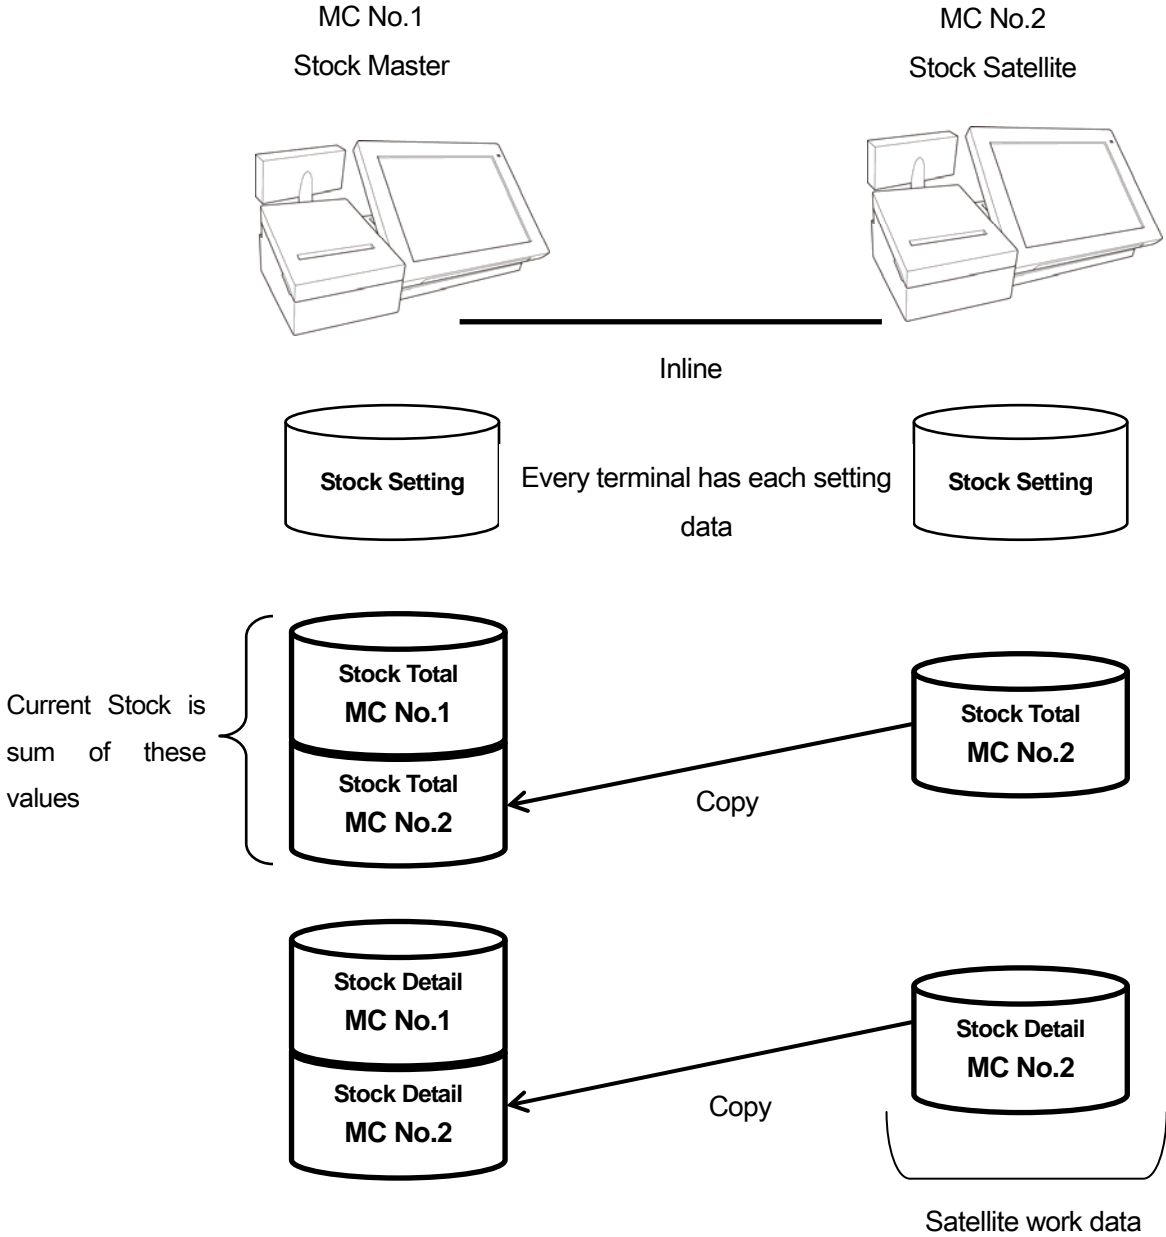 MC No.1
Stock Master
MC No.2
Stock Satellite
Inline
Stock Setting
Every terminal has each setting
data
Stock Setting
Current Stock is
sum of these
values
Stock Total
MC No.1
Stock Total
MC No.2
Copy
Stock Total
MC No.2
Stock Detail
MC No.1
Stock Detail
MC No.2
Copy
Stock Detail
MC No.2
Satellite work data